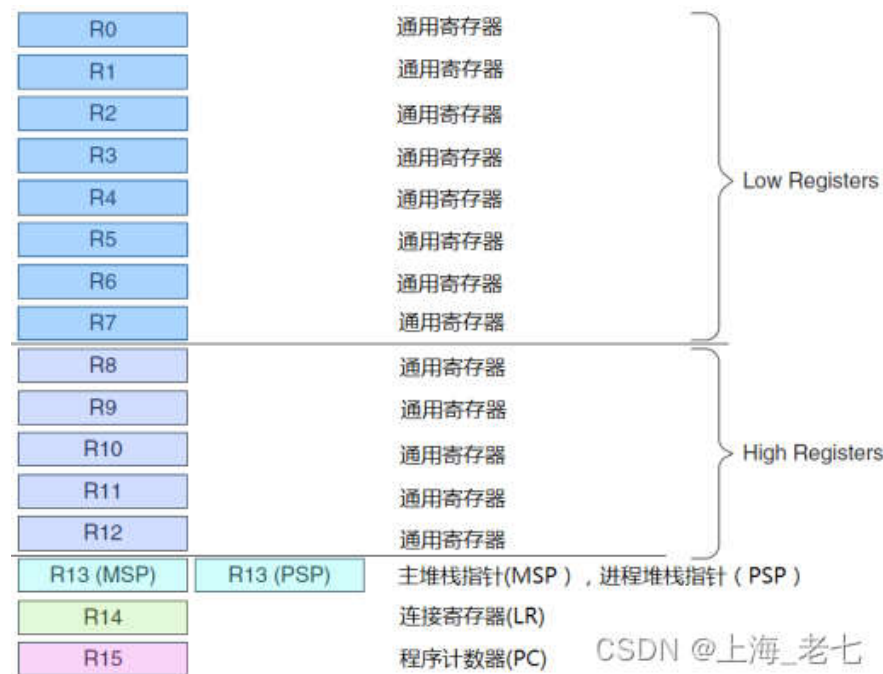 R0 通用寄存器
R1 通用寄存器
R2 通用寄存器
R3 通用寄存器
R4 通用寄存器
Low Registers
R5 通用寄存器
R6 通用寄存器
R7 通用寄存器
R8 通用寄存器
R9 通用寄存器
R10 通用寄存器
High Registers
R11 通用寄存器
R12 通用寄存器
R13 (MSP) R13 (PSP) 主堆栈指针(MSP），进程堆栈指针（PSP）
R14 连接寄存器(LR)
R15 程序计数器(PC)
CSDN @上海_老七